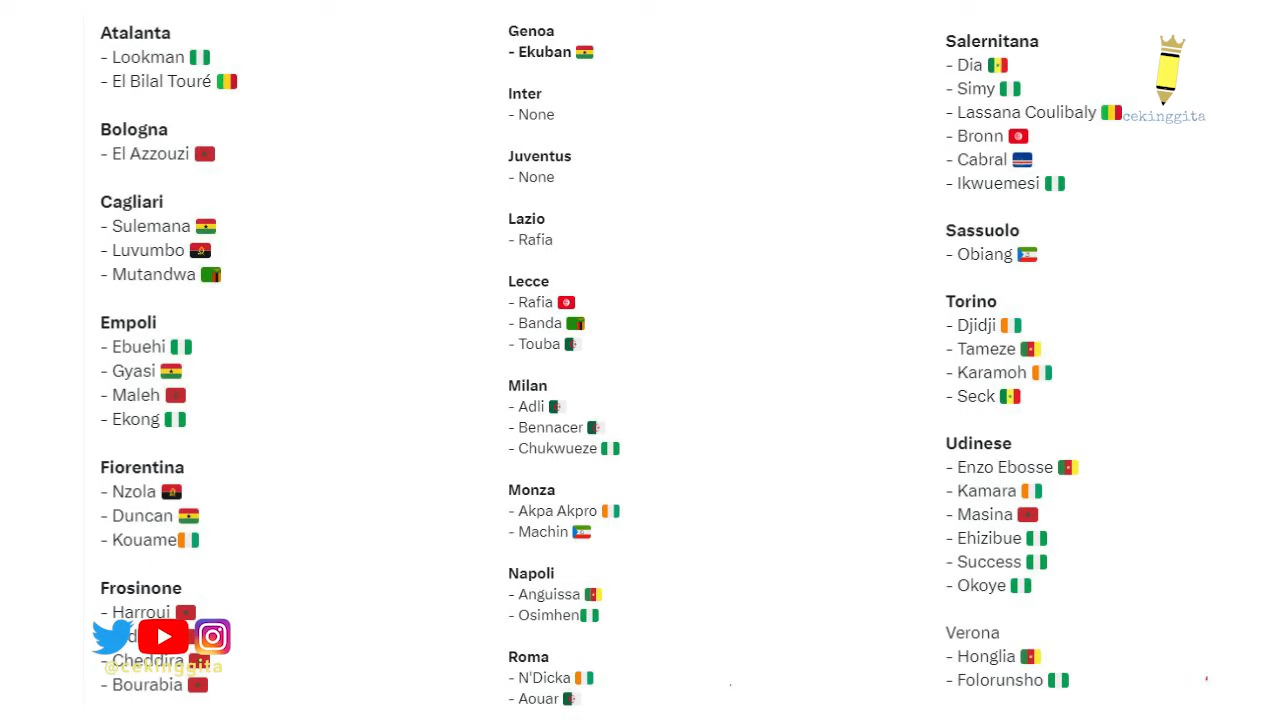 Atalanta
- Lookman
- El Bilal Touré
Bologna
- El Azzouzi
Cagliari
- Sulemana
- Luvumbo
- Mutandwa
Empoli
- Ebuehi
- Gyasi
- Maleh
- Ekong
Fiorentina
- Nzola
- Duncan
- Kouame
Frosinone
- Harroui
- Cheddira
- Bourabia
@cekinggita
Genoa
- Ekuban
Inter
- None
Juventus
- None
Lazio
- Rafia
Lecce
- Rafia
- Banda
- Touba
Milan
- Adli
- Bennacer
- Chukwueze
Monza
- Akpa Akpro
- Machin
Napoli
- Anguissa
- Osimhen
Roma
- N'Dicka
- Aouar
Salernitana
- Dia
- Simy
- Lassana Coulibaly
- Bronn
- Cabral
- Ikwuemesi
Sassuolo
- Obiang
Torino
- Djidji
- Tameze
- Karamoh
- Seck
Udinese
- Enzo Ebosse
- Kamara
- Masina
- Ehizibue
- Success
- Okoye
Verona
- Honglia
- Folorunsho
cekinggita